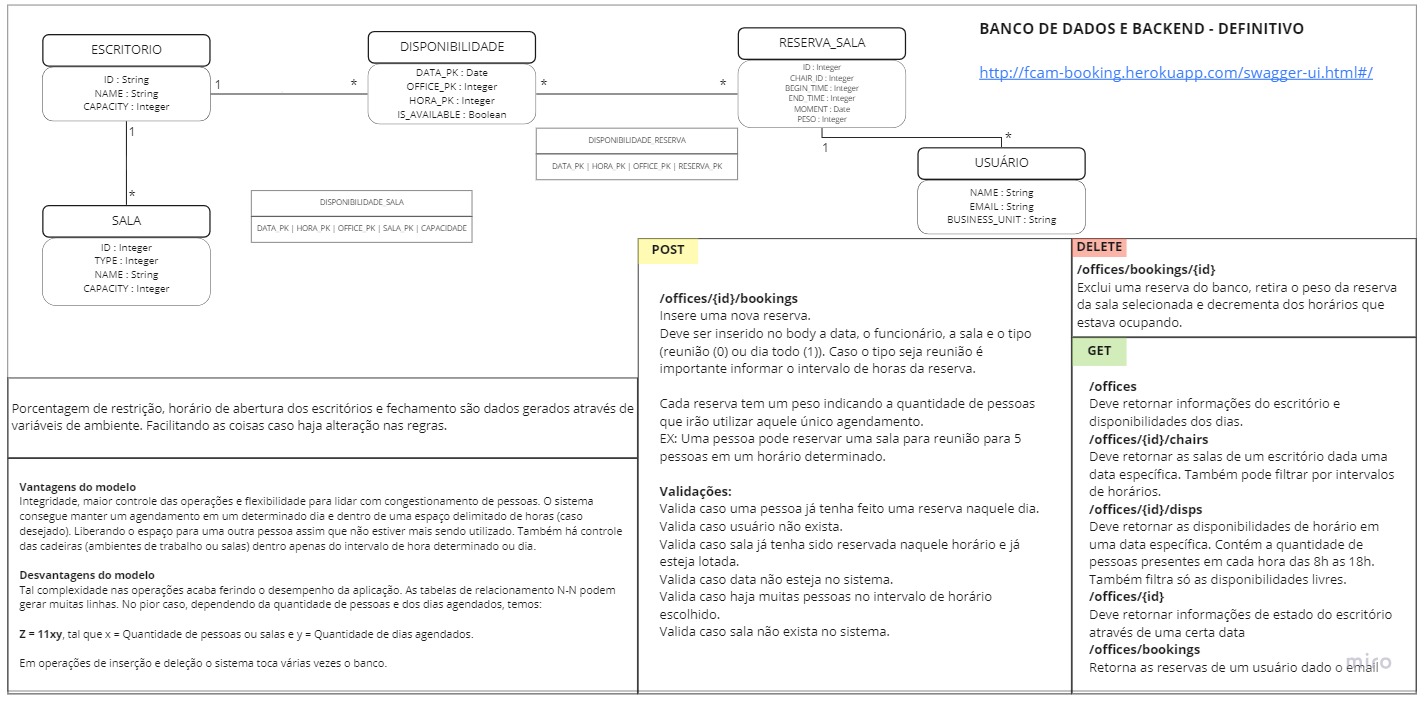 BANCO DE DADOS E BACKEND - DEFINITIVO
http://fcam-booking.herokuapp.com/swagger-ui.html#/
ESCRITORIO
ID : String
NAME : String
CAPACITY : Integer
1
*
DISPONIBILIDADE
DATA_PK : Date
OFFICE_PK : Integer
HORA_PK : Integer
IS_AVAILABLE : Boolean
*
*
RESERVA_SALA
ID : Integer
CHAIR_ID : Integer
BEGIN_TIME : Integer
END_TIME : Integer
MOMENT : Date
PESO : Integer
1
*
USUÁRIO
NAME : String
EMAIL : String
BUSINESS_UNIT : String
DISPONIBILIDADE_RESERVA
DATA_PK | HORA_PK | OFFICE_PK | RESERVA_PK
1
*
SALA
ID : Integer
TYPE : Integer
NAME : String
CAPACITY : Integer
DISPONIBILIDADE_SALA
DATA_PK | HORA_PK | OFFICE_PK | SALA_PK | CAPACIDADE
Porcentagem de restrição, horário de abertura dos escritórios e fechamento são dados gerados através de
variáveis de ambiente. Facilitando as coisas caso haja alteração nas regras.
Vantagens do modelo
Integridade, maior controle das operações e flexibilidade para lidar com congestionamento de pessoas. O sistema
consegue manter um agendamento em um determinado dia e dentro de uma espaço delimitado de horas (caso
desejado). Liberando o espaço para uma outra pessoa assim que não estiver mais sendo utilizado. Também há controle
das cadeiras (ambientes de trabalho ou salas) dentro apenas do intervalo de hora determinado ou dia.
Desvantagens do modelo
Tal complexidade nas operações acaba ferindo o desempenho da aplicação. As tabelas de relacionamento N-N podem
gerar muitas linhas. No pior caso, dependendo da quantidade de pessoas e dos dias agendados, temos:
Z = 11xy, tal que x = Quantidade de pessoas ou salas e y = Quantidade de dias agendados.
Em operações de inserção e deleção o sistema toca várias vezes o banco.
POST
/offices/{id}/bookings
Insere uma nova reserva.
Deve ser inserido no body a data, o funcionário, a sala e o tipo
(reunião (0) ou dia todo (1)). Caso o tipo seja reunião é
importante informar o intervalo de horas da reserva.
Cada reserva tem um peso indicando a quantidade de pessoas
que irão utilizar aquele único agendamento.
EX: Uma pessoa pode reservar uma sala para reunião para 5
pessoas em um horário determinado.
Validações:
Valida caso uma pessoa já tenha feito uma reserva naquele dia.
Valida caso usuário não exista.
Valida caso sala já tenha sido reservada naquele horário e já
esteja lotada.
Valida caso data não esteja no sistema.
Valida caso haja muitas pessoas no intervalo de horário
escolhido.
Valida caso sala não exista no sistema.
DELETE
/offices/bookings/{id}
Exclui uma reserva do banco, retira o peso da reserva
da sala selecionada e decrementa dos horários que
estava ocupando.
GET
/offices
Deve retornar informações do escritório e
disponibilidades dos dias.
/offices/{id}/chairs
Deve retornar as salas de um escritório dada uma
data específica. Também pode filtrar por intervalos
de horários.
/offices/{id}/disps
Deve retornar as disponibilidades de horário em
uma data específica. Contém a quantidade de
pessoas presentes em cada hora das 8h as 18h.
Também filtra só as disponibilidades livres.
/offices/{id}
Deve retornar informações de estado do escritório
através de uma certa data
/offices/bookings
Retorna as reservas de um usuário dado o email
miro